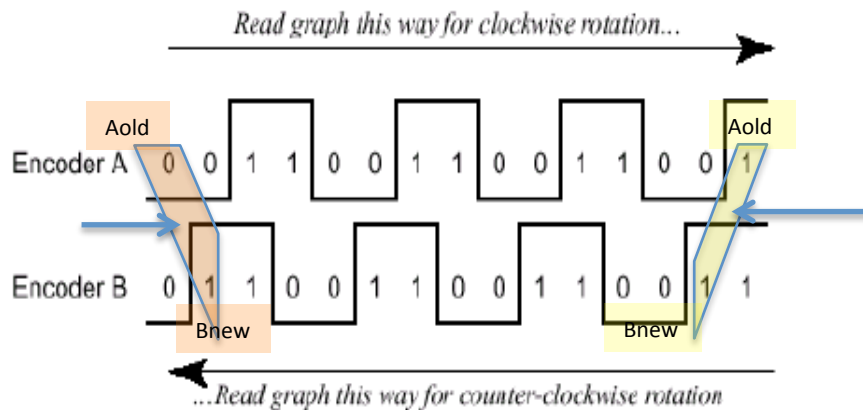 Read graph this way for clockwise rotation...
Aold Aold
Encoder A 0 0 1 1 0 0 1 1 0 0 1 1 0 0 1
Encoder B 0 1 1 0 0 1 1 0 0 1 1 0 0 1 1
Bnew Bnew
...Read graph this way for counter-clockwise rotation